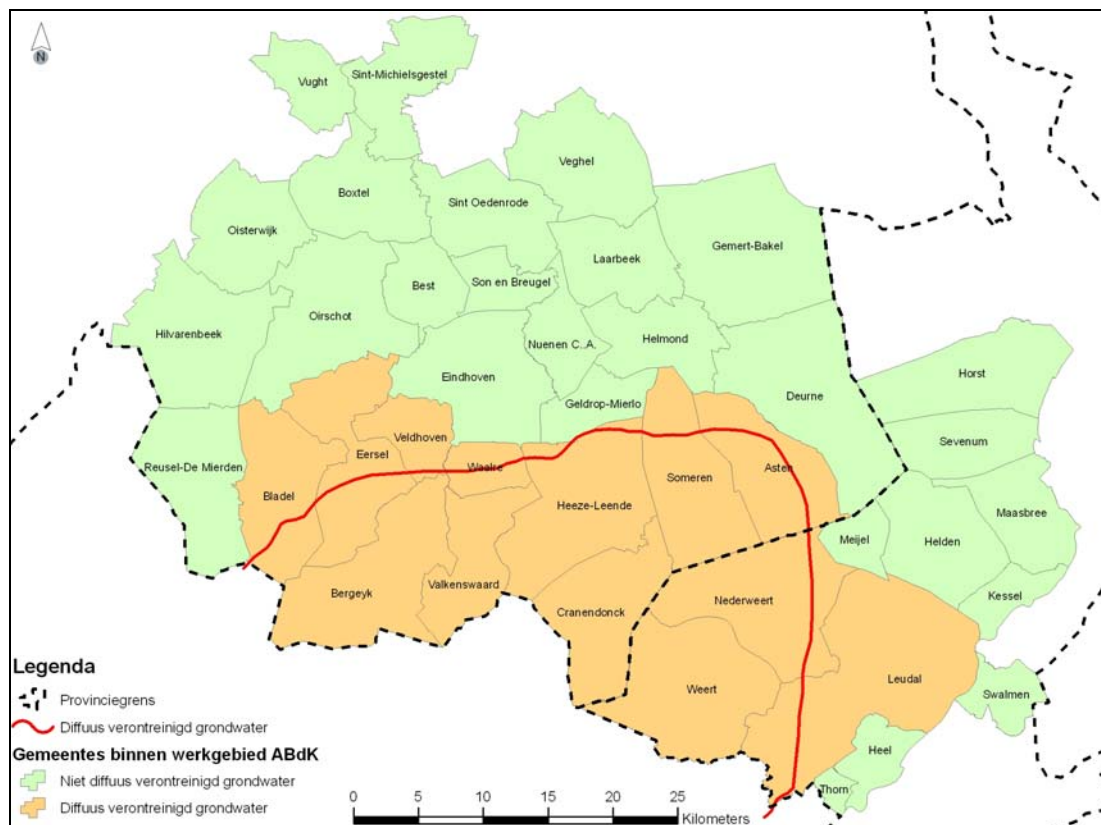 N
Vught
Sint-Michielsgestel
Veghel
Boxtel
Sint Oedenrode
Oisterwijk
Gemert-Bakel
Laarbeek
Best
Son en Breugel
Oirschot
Hilvarenbeek
Helmond
Nuenen C..A.
Eindhoven
Horst
Deurne
Geldrop-Mierlo
Veldhoven
Sevenum
Eersel
Reusel-De Mierden
Waalre
Asten
Someren
Bladel
Heeze-Leende
Maasbree
Meijel
Helden
Valkenswaard
Bergeyk
Kessel
Nederweert
Cranendonck
Leudal
Weert
Swalmen
Heel
Thorn
Legenda
Provinciegrens
Diffuus verontreinigd grondwater
Gemeentes binnen werkgebied ABdK
Niet diffuus verontreinigd grondwater
Diffuus verontreinigd grondwater
0 5 10 15 20 25
Kilometers